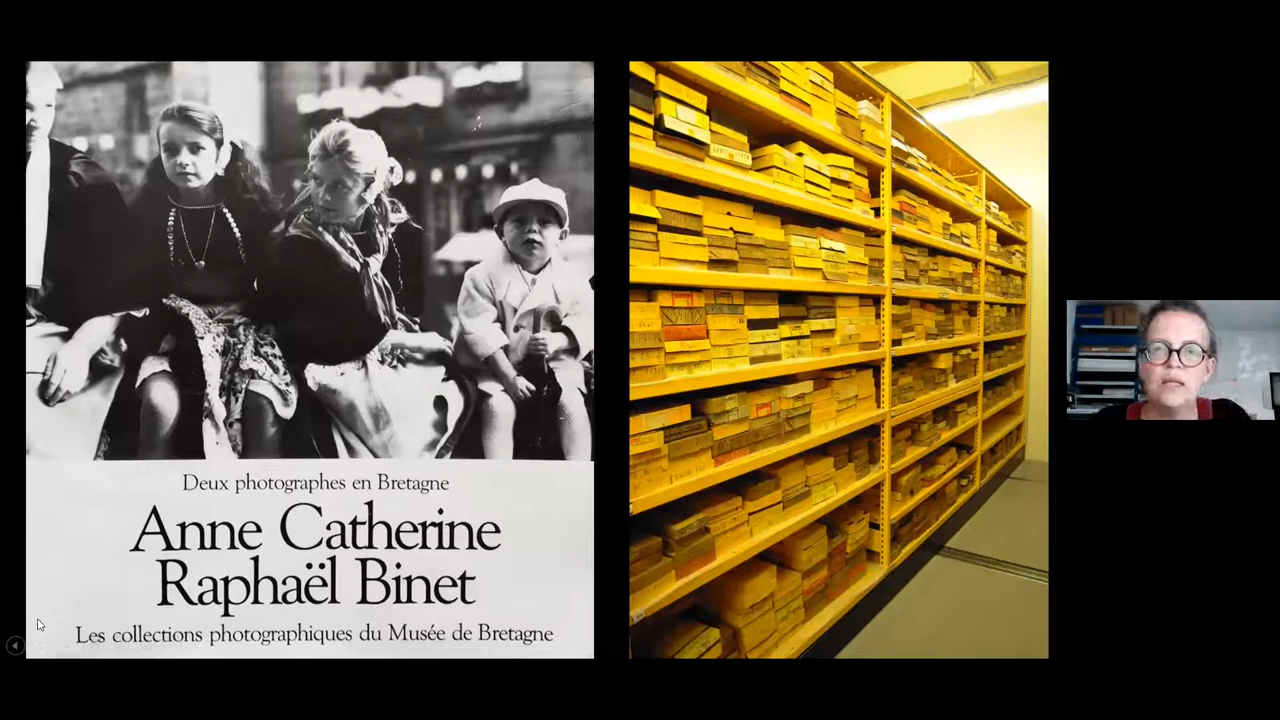 Deux photographes en Bretagne
Anne Catherine
Raphaël Binet
Les collections photographiques du Musée de Bretagne